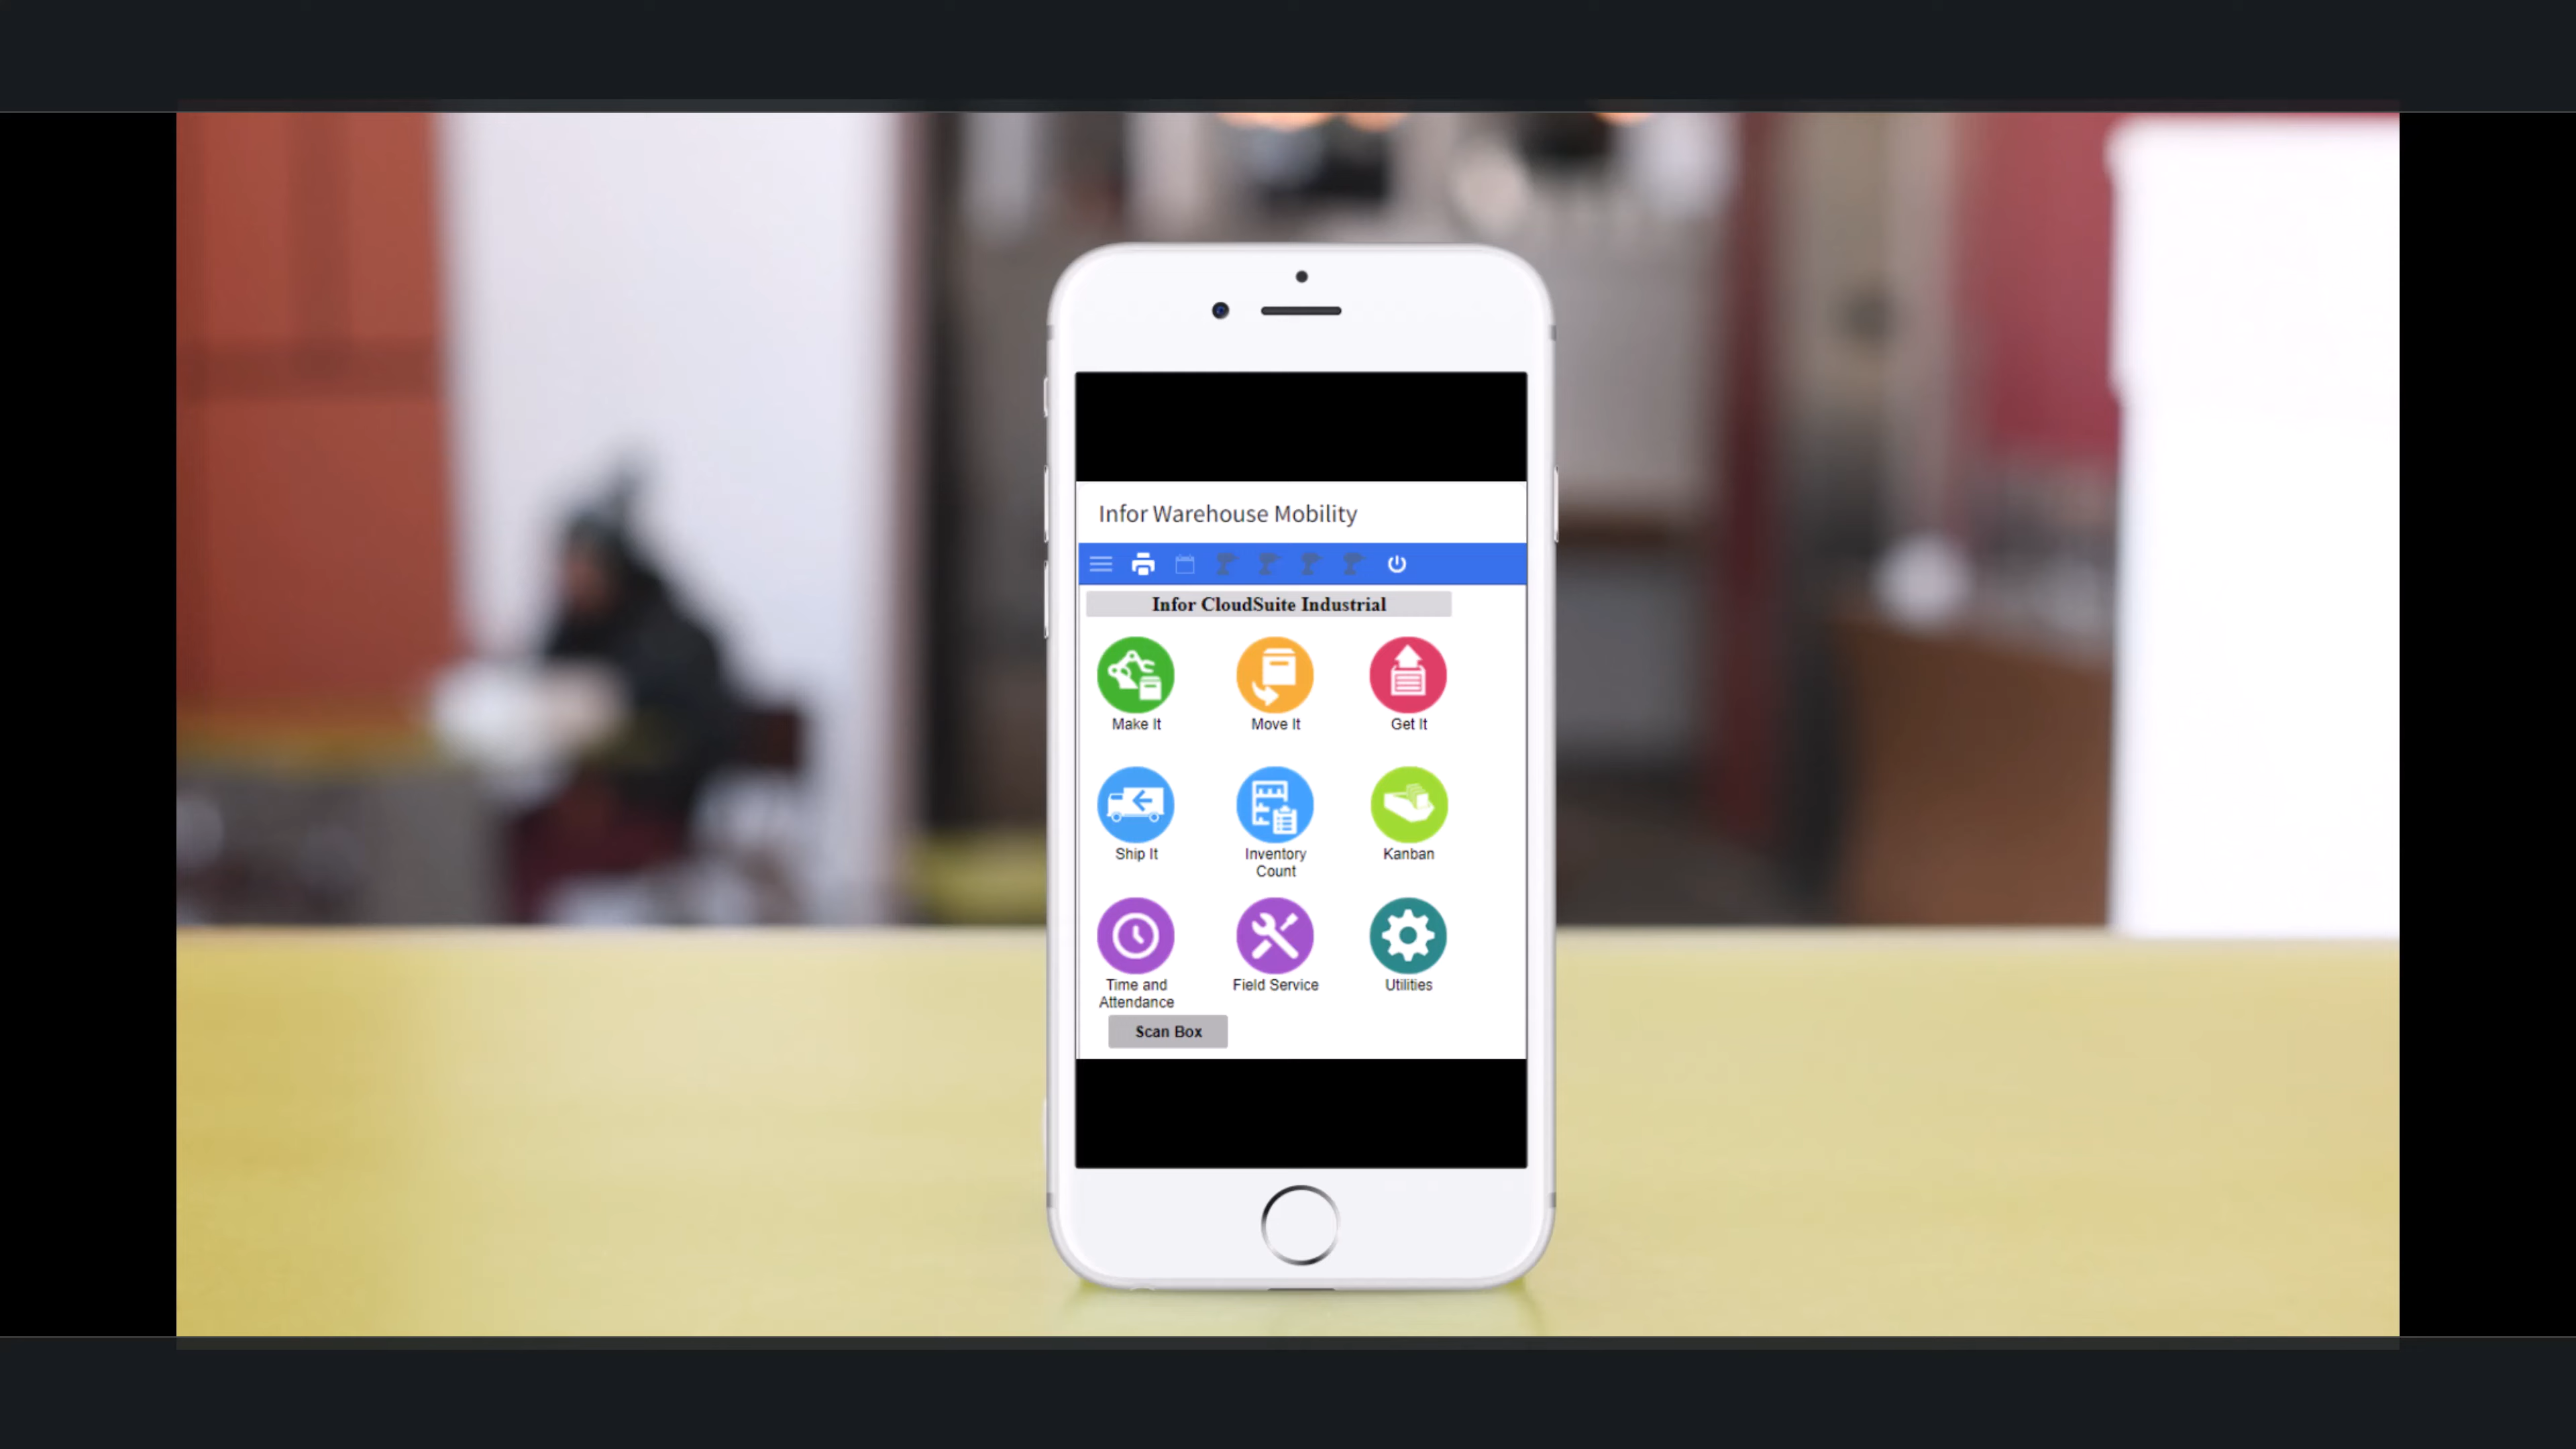 Infor Warehouse Mobility
Infor CloudSuite Industrial
Make It
Move It
Get It
Ship It
Inventory
Count
Kanban
Time and
Attendance
Field Service
Utilities
Scan Box